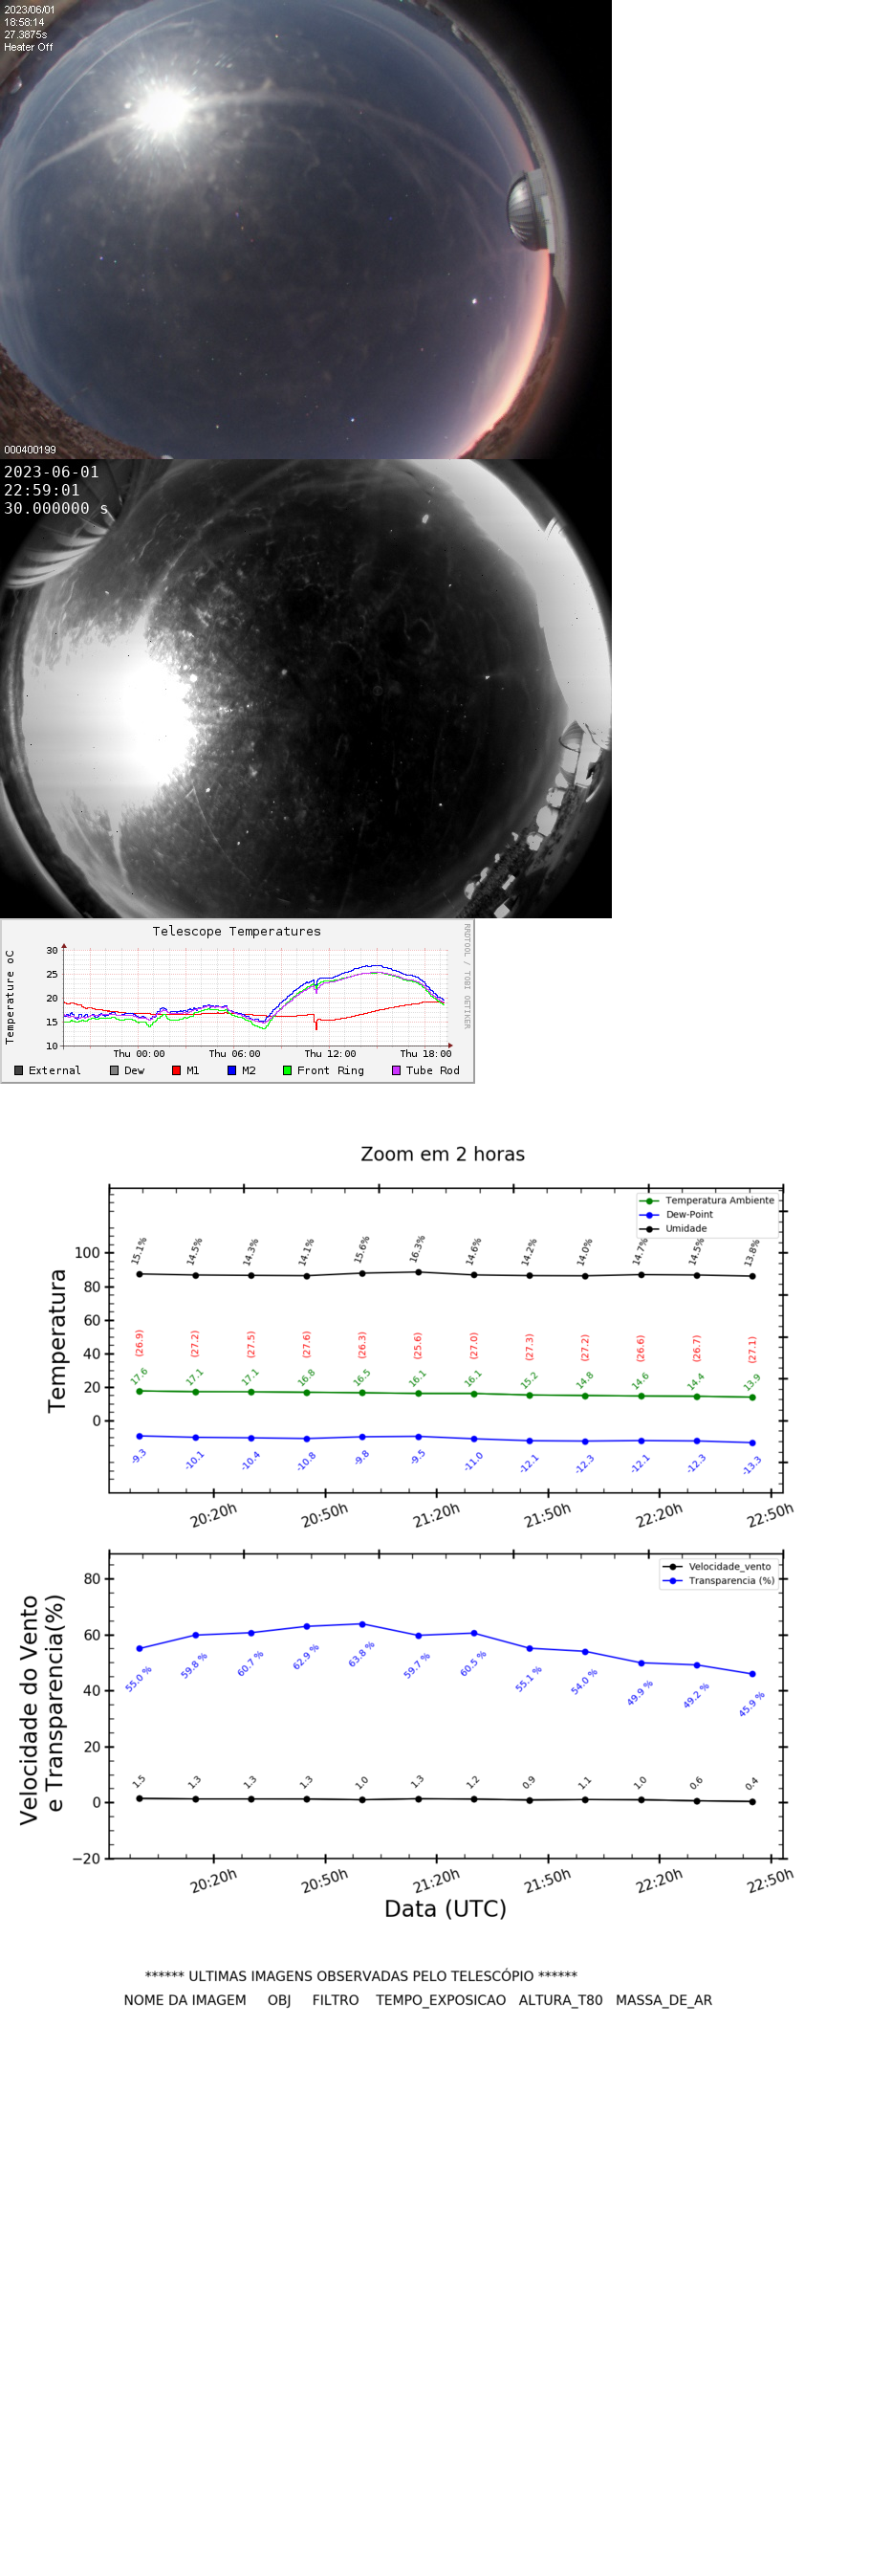 2023/06/01
18:58:14
27.3875s
Heater Off
000400199
2023-06-01
22:59:01
30.000000 s
Telescope Temperatures
RRDTOOL / TOBI OETIKER
Temperature oC
30
25
20
15
10
Thu 00:00 Thu 06:00 Thu 12:00 Thu 18:00
External Dew M1 M2 Front Ring Tube Rod
Zoom em 2 horas
Temperatura Ambiente
Dew-Point
Umidade
Temperatura
100
80
60
40
20
0
15.1% 14.5% 14.3% 14.1% 15.6% 16.3% 14.6% 14.2% 14.0% 14.7% 14.5% 13.8%
(26.9) (27.2) (27.5) (27.6) (26.3) (25.6) (27.0) (27.3) (27.2) (26.6) (26.7) (27.1)
17.6 17.1 17.1 16.8 16.5 16.1 16.1 15.2 14.8 14.6 14.4 13.9
-9.3 -10.1 -10.4 -10.8 -9.8 -9.5 -11.0 -12.1 -12.3 -12.1 -12.3 -13.3
20:20h 20:50h 21:20h 21:50h 22:20h 22:50h
Velocidade_vento
Transparencia (%)
Velocidade do Vento
e Transparencia(%)
80
60
40
20
0
−20
55.0 % 59.8 % 60.7 % 62.9 % 63.8 % 59.7 % 60.5 % 55.1 % 54.0 % 49.9 % 49.2 % 45.9 %
1.5 1.3 1.3 1.3 1.0 1.3 1.2 0.9 1.1 1.0 0.6 0.4
20:20h 20:50h 21:20h 21:50h 22:20h 22:50h
Data (UTC)
****** ULTIMAS IMAGENS OBSERVADAS PELO TELESCÓPIO ******
NOME DA IMAGEM OBJ FILTRO TEMPO_EXPOSICAO ALTURA_T80 MASSA_DE_AR